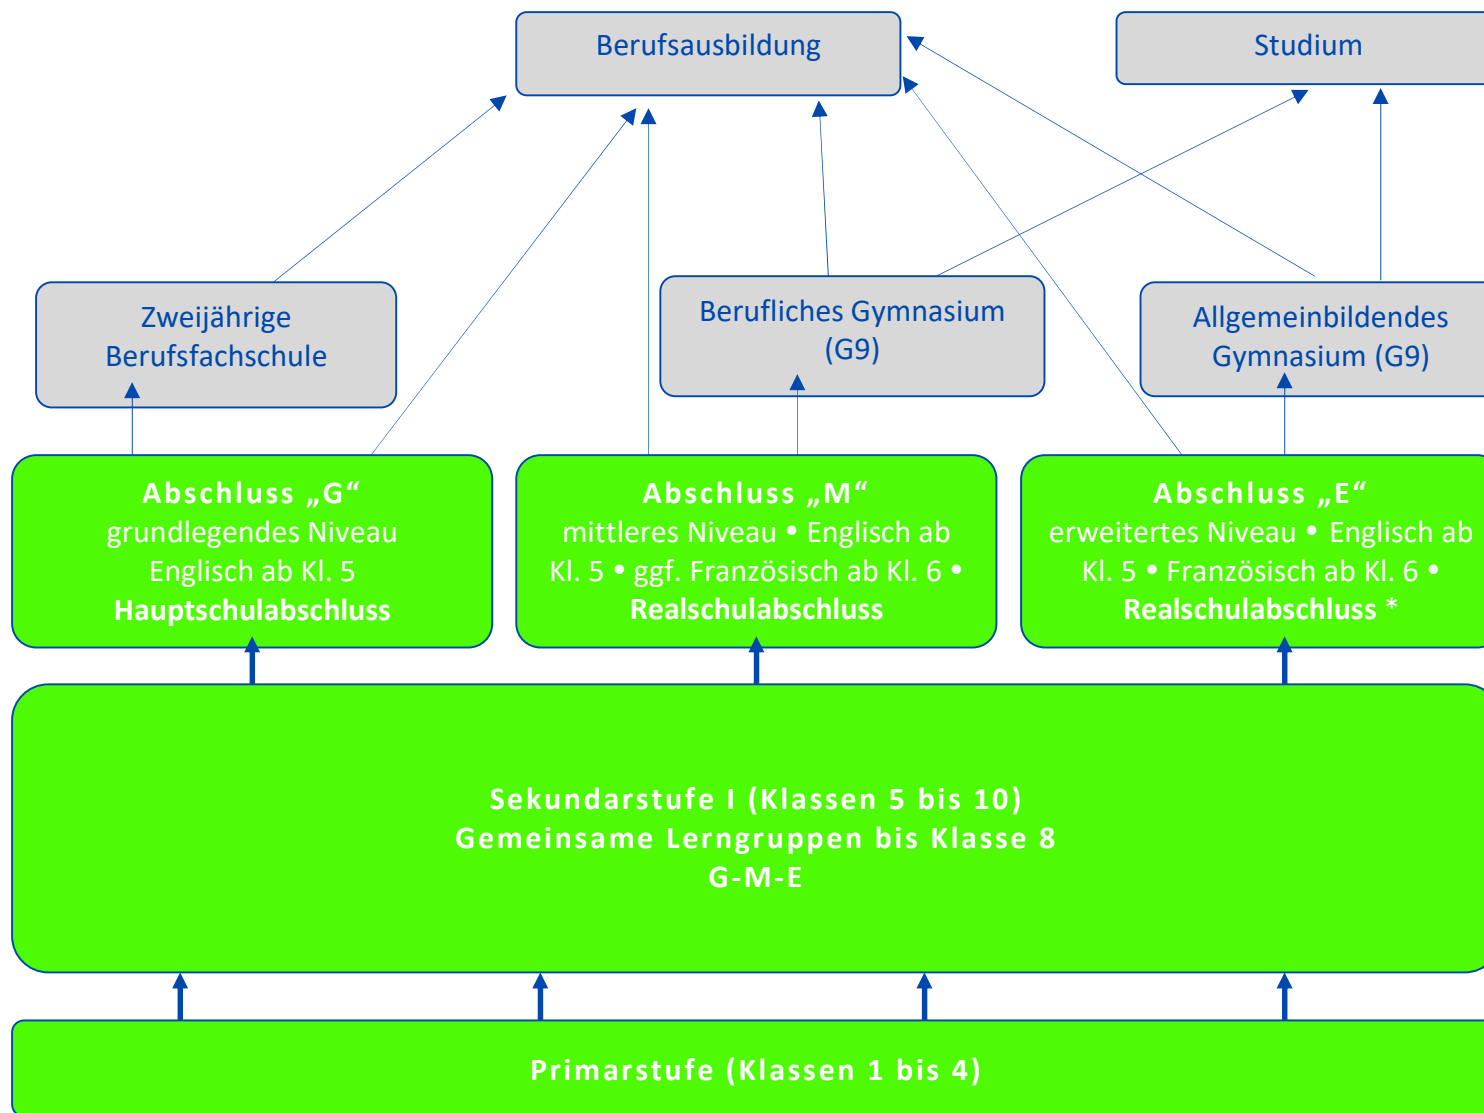 Berufsausbildung
Studium
Zweijährige
Berufsfachschule
Berufliches Gymnasium
(G9)
Allgemeinbildendes
Gymnasium (G9)
Abschluss „G“
grundlegendes Niveau
Englisch ab Kl. 5
Hauptschulabschluss
Abschluss „M“
mittleres Niveau • Englisch ab
Kl. 5 • ggf. Französisch ab Kl. 6 •
Realschulabschluss
Abschluss „E“
erweitertes Niveau • Englisch ab
Kl. 5 • Französisch ab Kl. 6 •
Realschulabschluss *
Sekundarstufe I (Klassen 5 bis 10)
Gemeinsame Lerngruppen bis Klasse 8
G-M-E
Primarstufe (Klassen 1 bis 4)